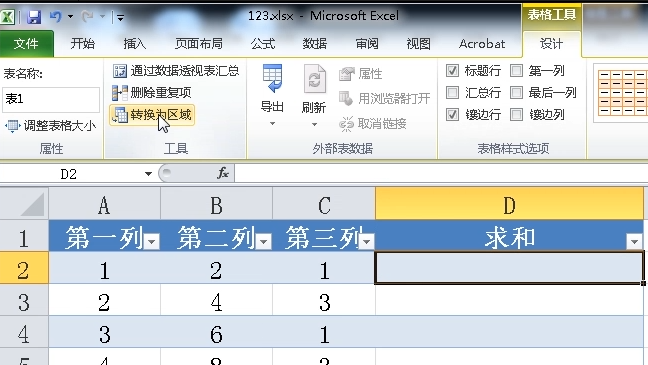 123.xlsx - Microsoft Excel
表格工具
文件 开始 插入 页面布局 公式 数据 审阅 视图 Acrobat 设计
表名称:
表1
调整表格大小
属性
通过数据透视表汇总
删除重复项
转换为区域
工具
导出
刷新
属性
用浏览器打开
取消链接
外部表数据
标题行 第一列
汇总行 最后一列
镶边行 镶边列
表格样式选项
D2 fx
A B C D
1 第一列 第二列 第三列 求和
2 1 2 1
3 2 4 3
4 3 6 1